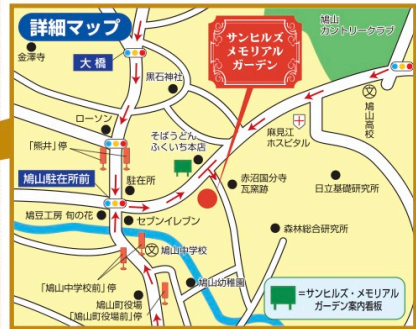 詳細マップ
サンヒルズ
メモリアル
ガーデン
鳩山
カントリークラブ
金澤寺
大橋
黒石神社
文
鳩山高校
ローソン
麻見江
ホスピタル
「熊井」停
そばうどん
ふくいち本店
鳩山駐在所前
駐在所
赤沼国分寺
瓦窯跡
日立基礎研究所
鳩豆工房 旬の花
セブンイレブン
森林総合研究所
文
鳩山中学校
「鳩山中学校前」停
鳩山幼稚園
鳩山町役場
「鳩山町役場前」停
=サンヒルズ・メモリアル
ガーデン案内看板